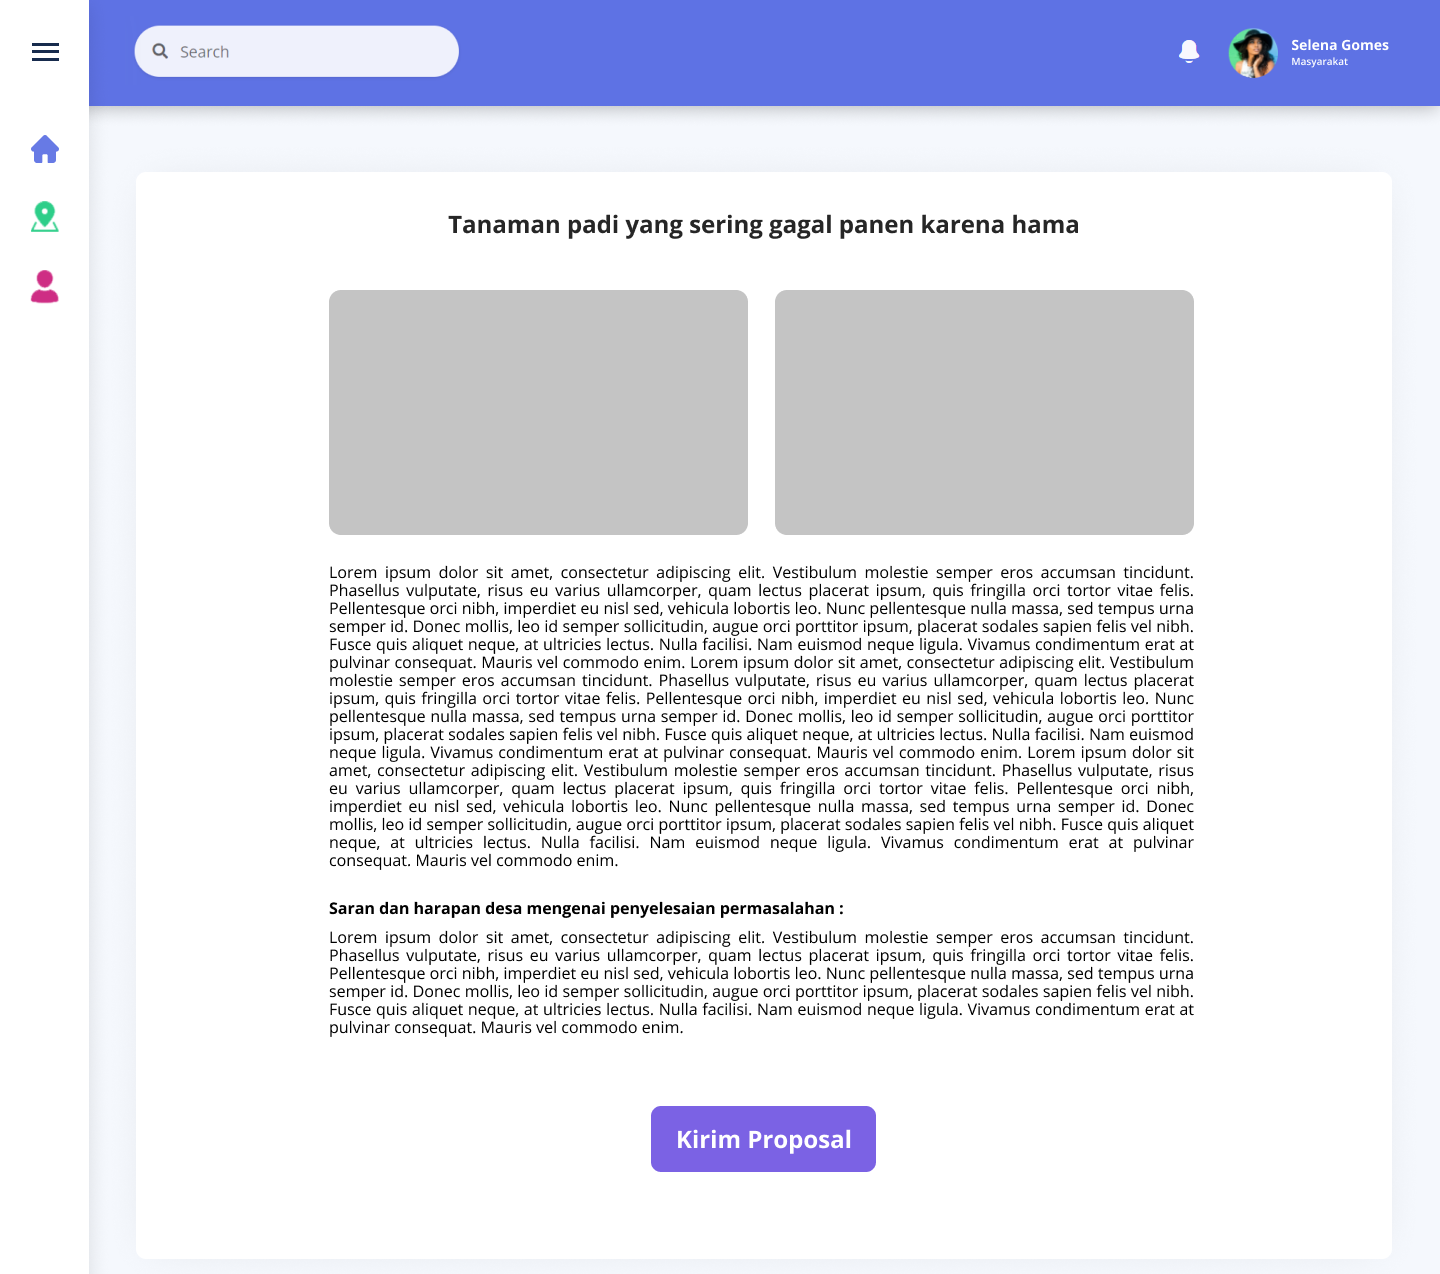 Search
Selena Gomes
Masyarakat
Tanaman padi yang sering gagal panen karena hama
Lorem ipsum dolor sit amet, consectetur adipiscing elit. Vestibulum molestie semper eros accumsan tincidunt.
Phasellus vulputate, risus eu varius ullamcorper, quam lectus placerat ipsum, quis fringilla orci tortor vitae felis.
Pellentesque orci nibh, imperdiet eu nisl sed, vehicula lobortis leo. Nunc pellentesque nulla massa, sed tempus urna
semper id. Donec mollis, leo id semper sollicitudin, augue orci porttitor ipsum, placerat sodales sapien felis vel nibh.
Fusce quis aliquet neque, at ultricies lectus. Nulla facilisi. Nam euismod neque ligula. Vivamus condimentum erat at
pulvinar consequat. Mauris vel commodo enim. Lorem ipsum dolor sit amet, consectetur adipiscing elit. Vestibulum
molestie semper eros accumsan tincidunt. Phasellus vulputate, risus eu varius ullamcorper, quam lectus placerat
ipsum, quis fringilla orci tortor vitae felis. Pellentesque orci nibh, imperdiet eu nisl sed, vehicula lobortis leo. Nunc
pellentesque nulla massa, sed tempus urna semper id. Donec mollis, leo id semper sollicitudin, augue orci porttitor
ipsum, placerat sodales sapien felis vel nibh. Fusce quis aliquet neque, at ultricies lectus. Nulla facilisi. Nam euismod
neque ligula. Vivamus condimentum erat at pulvinar consequat. Mauris vel commodo enim. Lorem ipsum dolor sit
amet, consectetur adipiscing elit. Vestibulum molestie semper eros accumsan tincidunt. Phasellus vulputate, risus
eu varius ullamcorper, quam lectus placerat ipsum, quis fringilla orci tortor vitae felis. Pellentesque orci nibh,
imperdiet eu nisl sed, vehicula lobortis leo. Nunc pellentesque nulla massa, sed tempus urna semper id. Donec
mollis, leo id semper sollicitudin, augue orci porttitor ipsum, placerat sodales sapien felis vel nibh. Fusce quis aliquet
neque, at ultricies lectus. Nulla facilisi. Nam euismod neque ligula. Vivamus condimentum erat at pulvinar
consequat. Mauris vel commodo enim.
Saran dan harapan desa mengenai penyelesaian permasalahan :
Lorem ipsum dolor sit amet, consectetur adipiscing elit. Vestibulum molestie semper eros accumsan tincidunt.
Phasellus vulputate, risus eu varius ullamcorper, quam lectus placerat ipsum, quis fringilla orci tortor vitae felis.
Pellentesque orci nibh, imperdiet eu nisl sed, vehicula lobortis leo. Nunc pellentesque nulla massa, sed tempus urna
semper id. Donec mollis, leo id semper sollicitudin, augue orci porttitor ipsum, placerat sodales sapien felis vel nibh.
Fusce quis aliquet neque, at ultricies lectus. Nulla facilisi. Nam euismod neque ligula. Vivamus condimentum erat at
pulvinar consequat. Mauris vel commodo enim.
Kirim Proposal